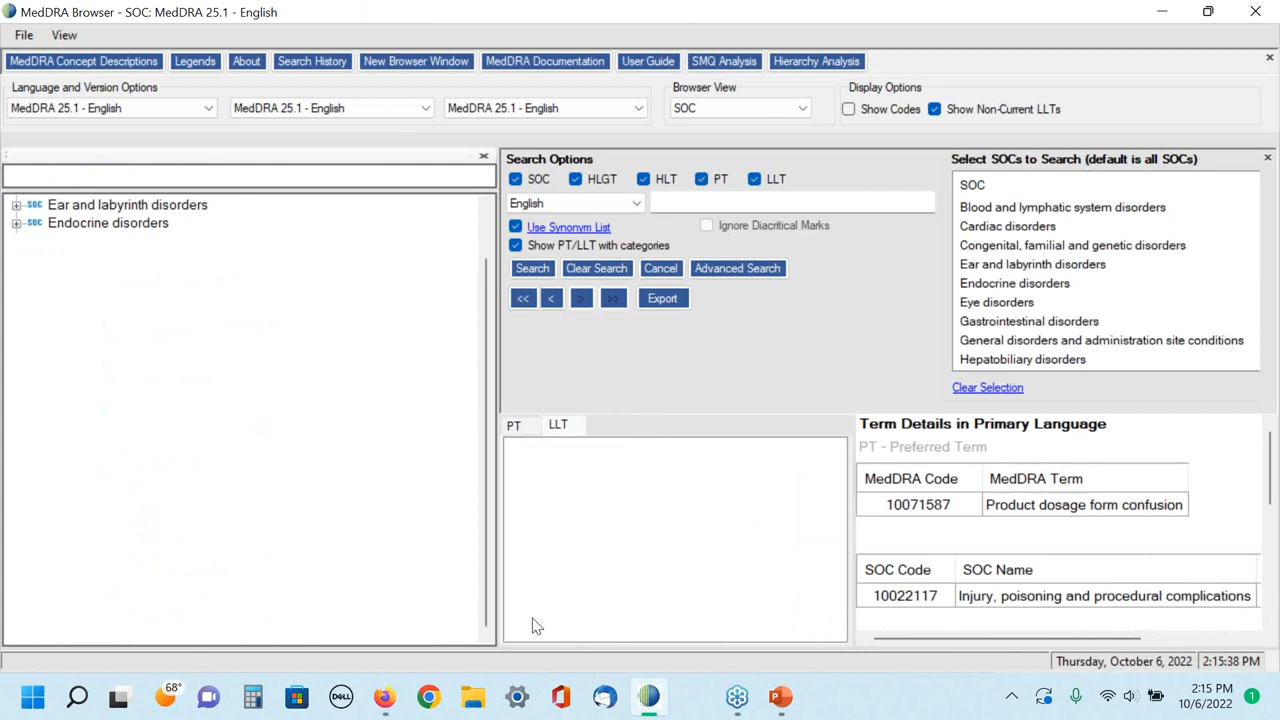 MedDRA Browser - SOC: MedDRA 25.1 - English
File View
MedDRA Concept Descriptions Legends About Search History New Browser Window MedDRA Documentation User Guide SMQ Analysis Hierarchy Analysis
Language and Version Options
MedDRA 25.1 - English MedDRA 25.1 - English MedDRA 25.1 - English
Browser View
SOC
Display Options
Show Codes Show Non-Current LLTs
SOC Ear and labyrinth disorders
SOC Endocrine disorders
Search Options
SOC HLGT HLT PT LLT
English
Use Synonym List Ignore Diacritical Marks
Show PT/LLT with categories
Search Clear Search Cancel Advanced Search
<< < > >> Export
Select SOCs to Search (default is all SOCs)
SOC
Blood and lymphatic system disorders
Cardiac disorders
Congenital, familial and genetic disorders
Ear and labyrinth disorders
Endocrine disorders
Eye disorders
Gastrointestinal disorders
General disorders and administration site conditions
Hepatobiliary disorders
Clear Selection
PT LLT
Term Details in Primary Language
PT - Preferred Term
MedDRA Code MedDRA Term
10071587 Product dosage form confusion
SOC Code SOC Name
10022117 Injury, poisoning and procedural complications
Thursday, October 6, 2022 2:15:38 PM
68°
DELL
2:15 PM
10/6/2022
1